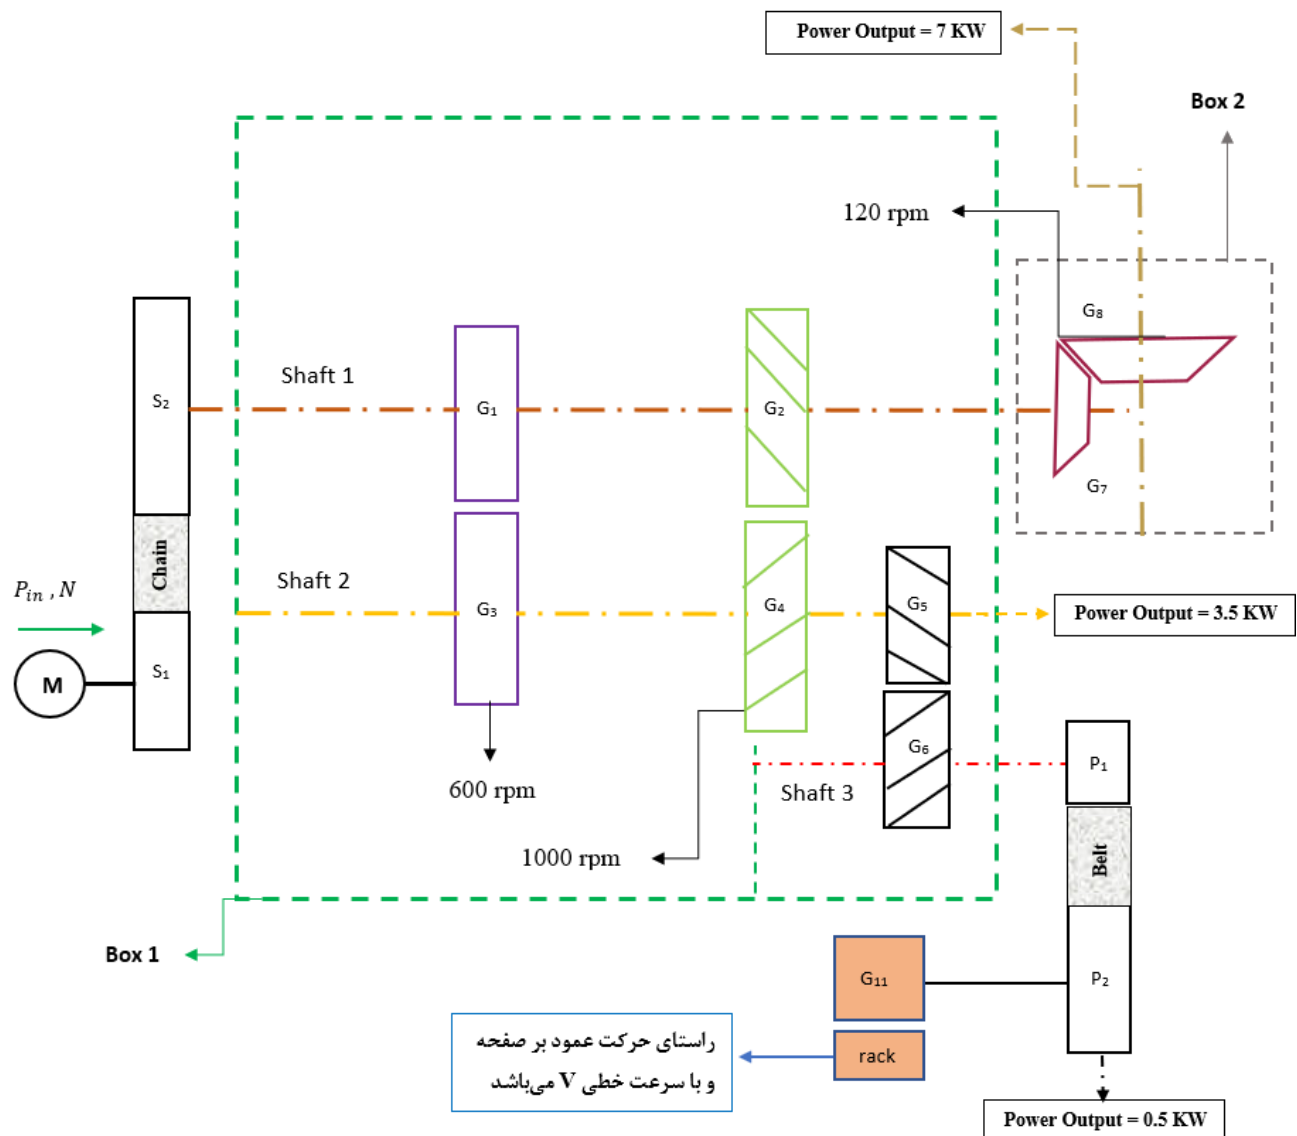 Power Output = 7 KW
Box 2
120 rpm
G8
S2
Shaft 1
G1
G2
G7
Chain
Pin , N
Shaft 2
G3
G4
G5
Power Output = 3.5 KW
M
S1
G6
P1
Shaft 3
600 rpm
1000 rpm
Belt
Box 1
G11
P2
راستای حرکت عمود بر صفحه
و با سرعت خطی V می‌باشد
rack
Power Output = 0.5 KW